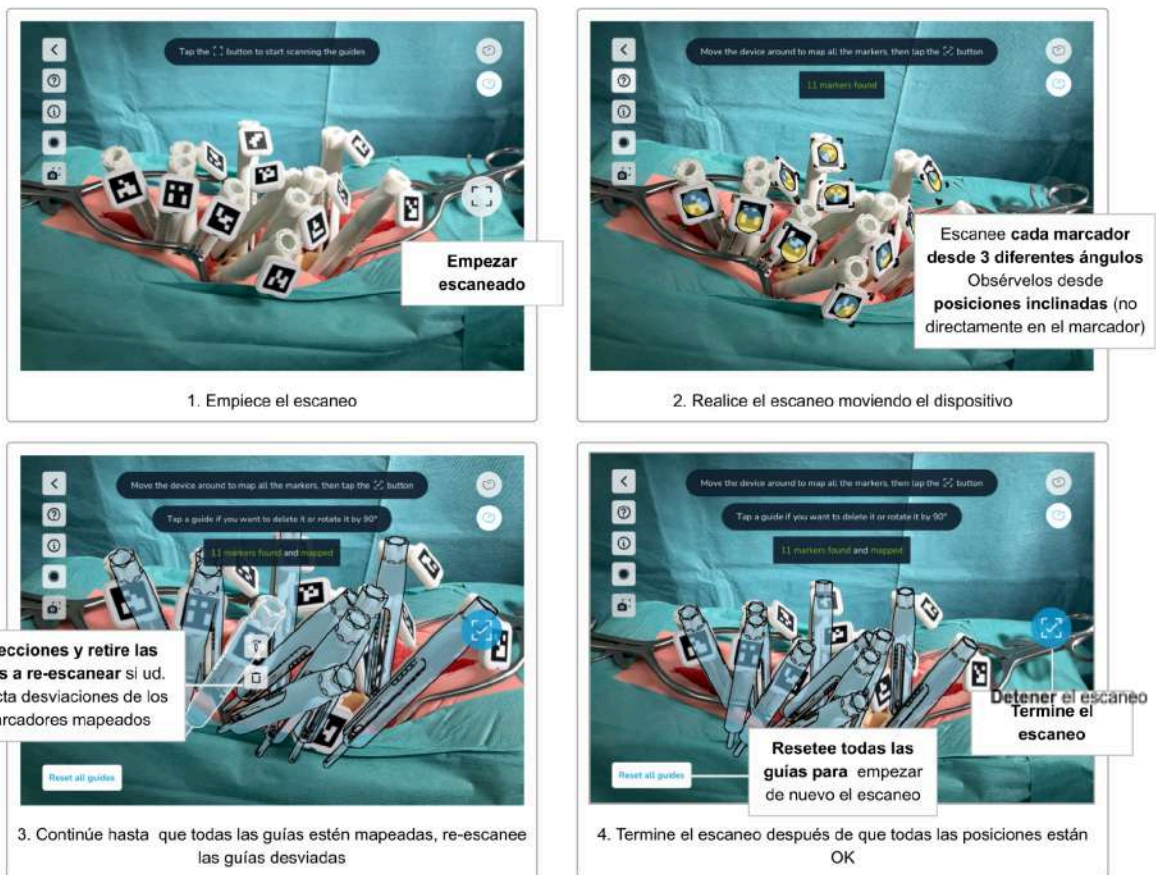 Tap the button to start scanning the guides
Empezar
escaneado
1. Empiece el escaneo
Move the device around to map all the markers, then tap the button
11 markers found
Escanee cada marcador
desde 3 diferentes ángulos
Obsérvelos desde
posiciones inclinadas (no
directamente en el marcador)
2. Realice el escaneo moviendo el dispositivo
Move the device around to map all the markers, then tap the button
Tap a guide if you want to delete it or rotate it by 90°
11 markers found and mapped
ecciones y retire las
s a re-escanear si ud.
cta desviaciones de los
arcadores mapeados
Reset all guides
3. Continúe hasta que todas las guías estén mapeadas, re-escanee
las guías desviadas
Move the device around to map all the markers, then tap the button
Tap a guide if you want to delete it or rotate it by 90°
11 markers found and mapped
Detener el escaneo
Termine el
escaneo
Resetee todas las
guías para empezar
de nuevo el escaneo
Reset all guides
4. Termine el escaneo después de que todas las posiciones están
OK